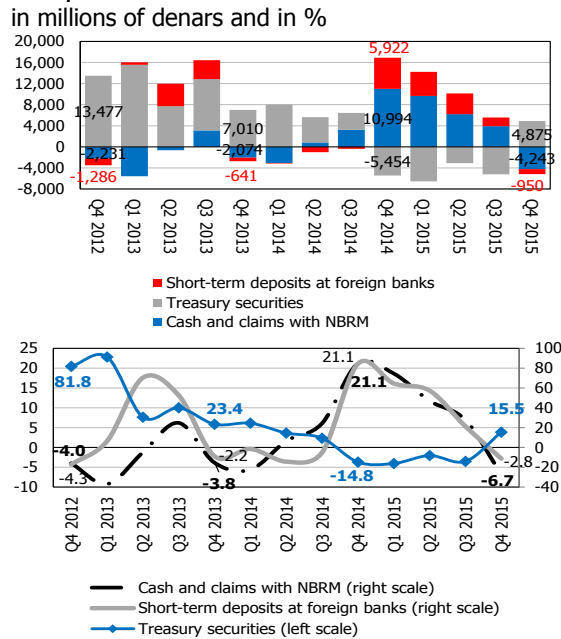 in millions of denars and in %
20,000
16,000
12,000
8,000
4,000
0
-4,000
-8,000
13,477
-2,231
-1,286
7,010
-2,074
-641
5,922
10,994
-5,454
4,875
-4,243
-950
Q4 2012
Q1 2013
Q2 2013
Q3 2013
Q4 2013
Q1 2014
Q2 2014
Q3 2014
Q4 2014
Q1 2015
Q2 2015
Q3 2015
Q4 2015
Short-term deposits at foreign banks
Treasury securities
Cash and claims with NBRM
25
20
15
10
5
0
-5
-10
100
80
60
40
20
0
-20
-40
81.8
-4.0
-4.3
23.4
-2.2
-3.8
21.1
21.1
-14.8
15.5
-2.8
-6.7
Q4 2012
Q1 2013
Q2 2013
Q3 2013
Q4 2013
Q1 2014
Q2 2014
Q3 2014
Q4 2014
Q1 2015
Q2 2015
Q3 2015
Q4 2015
Cash and claims with NBRM (right scale)
Short-term deposits at foreign banks (right scale)
Treasury securities (left scale)